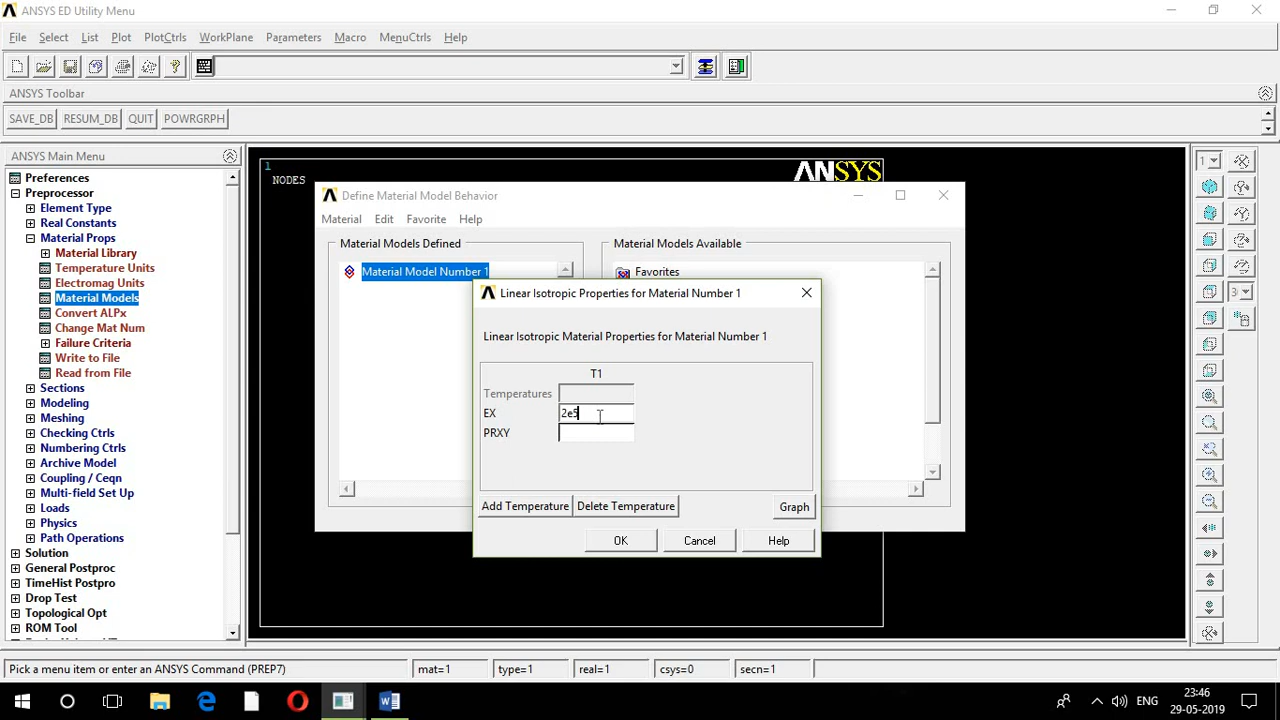 ANSYS ED Utility Menu
File Select List Plot PlotCtrls WorkPlane Parameters Macro MenuCtrls Help
ANSYS Toolbar
SAVE_DB RESUM_DB QUIT POWRGRPH
ANSYS Main Menu
Preferences
Preprocessor
Element Type
Real Constants
Material Props
Material Library
Temperature Units
Electromag Units
Material Models
Convert ALPx
Change Mat Num
Failure Criteria
Write to File
Read from File
Sections
Modeling
Meshing
Checking Ctrls
Numbering Ctrls
Archive Model
Coupling / Ceqn
Multi-field Set Up
Loads
Physics
Path Operations
Solution
General Postproc
TimeHist Postpro
Drop Test
Topological Opt
ROM Tool
1
NODES
ANSYS
Define Material Model Behavior
Material Edit Favorite Help
Material Models Defined
Material Model Number 1
Material Models Available
Favorites
Linear Isotropic Properties for Material Number 1
Linear Isotropic Material Properties for Material Number 1
T1
Temperatures
EX 2e5
PRXY
Add Temperature Delete Temperature Graph
OK Cancel Help
1
3
Pick a menu item or enter an ANSYS Command (PREP7) mat=1 type=1 real=1 csys=0 secn=1
ENG
23:46
29-05-2019